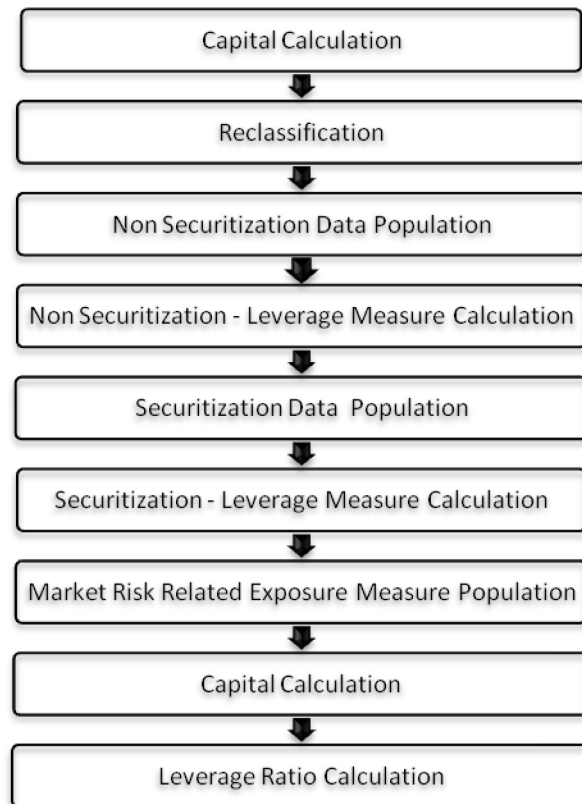 Capital Calculation
Reclassification
Non Securitization Data Population
Non Securitization - Leverage Measure Calculation
Securitization Data Population
Securitization - Leverage Measure Calculation
Market Risk Related Exposure Measure Population
Capital Calculation
Leverage Ratio Calculation